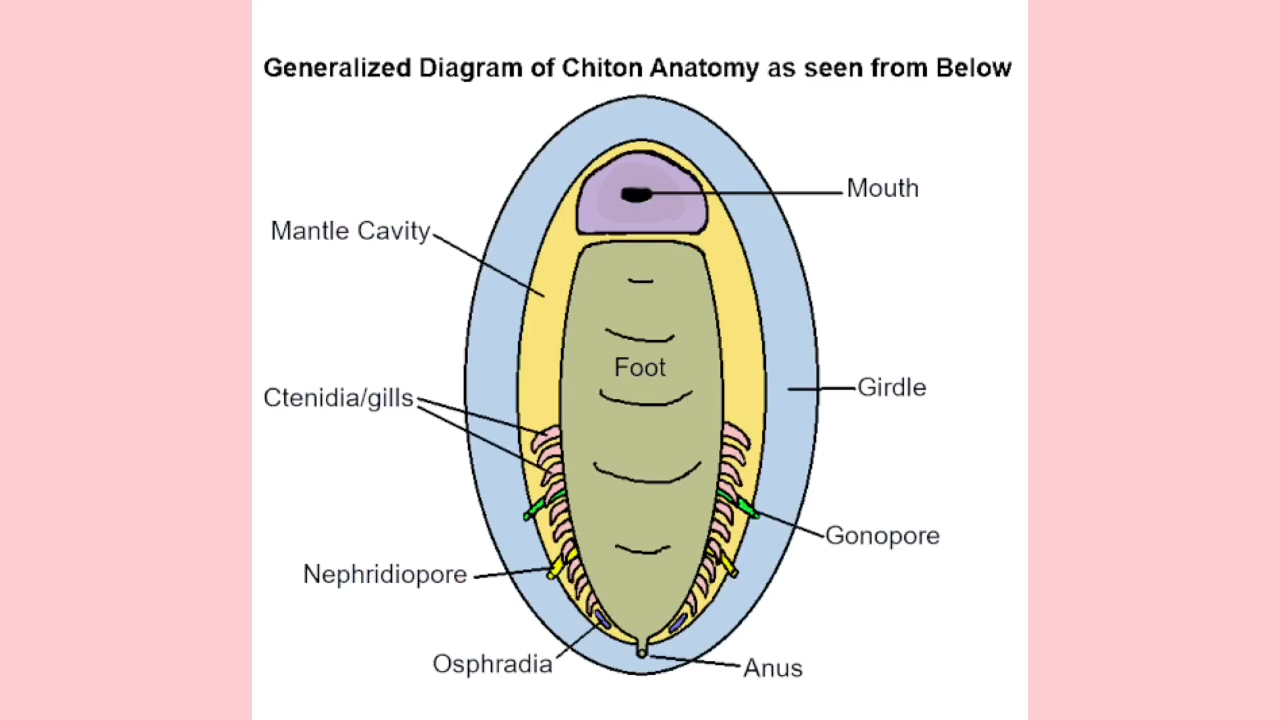 Generalized Diagram of Chiton Anatomy as seen from Below
Mouth
Mantle Cavity
Foot
Girdle
Ctenidia/gills
Gonopore
Nephridiopore
Osphradia
Anus